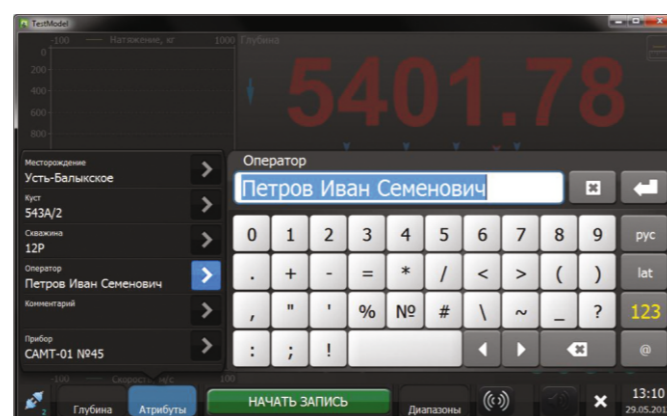 TestModel
-100 Натяжение, кг 1000 Глубина
0
200
400
600
800
5401.78
Месторождение
Усть-Балыкское
Куст
543А/2
Скважина
12Р
Оператор
Петров Иван Семенович
Комментарий
Прибор
САМТ-01 №45
Оператор
Петров Иван Семенович
0 1 2 3 4 5 6 7 8 9 рус
. + - = * / < > ( ) lat
, " ' % № # \ ~ _ ? 123
: ; ! @
-100 Скорость, м/с 100
2 Глубина Атрибуты НАЧАТЬ ЗАПИСЬ Диапазоны 13:10